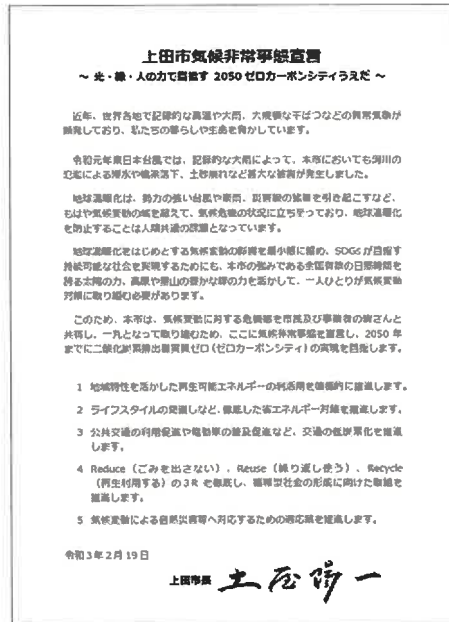 上田市気候非常事態宣言
~ 光・緑・人の力で目指す 2050 ゼロカーボンシティうえだ ~
近年、世界各地で記録的な高温や大雨、大規模な干ばつなどの異常気象が
頻発しており、私たちの暮らしや生命を脅かしています。
令和元年東日本台風では、記録的な大雨によって、本市においても河川の
氾濫による浸水や橋梁落下、土砂崩れなど甚大な被害が発生しました。
地球温暖化は、勢力の強い台風や豪雨、災害級の猛暑を引き起こすなど、
もはや気候変動の域を超えて、気候危機の状況に立ち至っており、地球温暖化
を防止することは人類共通の課題となっています。
地球温暖化をはじめとする気候変動の影響を最小限に留め、SDGsが目指す
持続可能な社会を実現するためにも、本市の強みである全国有数の日照時間を
誇る太陽の力、高原や里山の豊かな緑の力を活かして、一人ひとりが気候変動
対策に取り組む必要があります。
このため、本市は、気候変動に対する危機感を市民及び事業者の皆さんと
共有し、一丸となって取り組むため、ここに気候非常事態を宣言し、2050 年
までに二酸化炭素排出量実質ゼロ(ゼロカーボンシティ)の実現を目指します。
1 地域特性を活かした再生可能エネルギーの利活用を積極的に推進します。
2 ライフスタイルの見直しなど、徹底した省エネルギー対策を推進します。
3 公共交通の利用促進や電動車の普及促進など、交通の低炭素化を推進
します。
4 Reduce(ごみを出さない)、Reuse(繰り返し使う)、Recycle
(再生利用する)の3Rを徹底し、循環型社会の形成に向けた取組を
推進します。
5 気候変動による自然災害等へ対応するための適応策を推進します。
令和3年2月19日
上田市長 土屋陽一